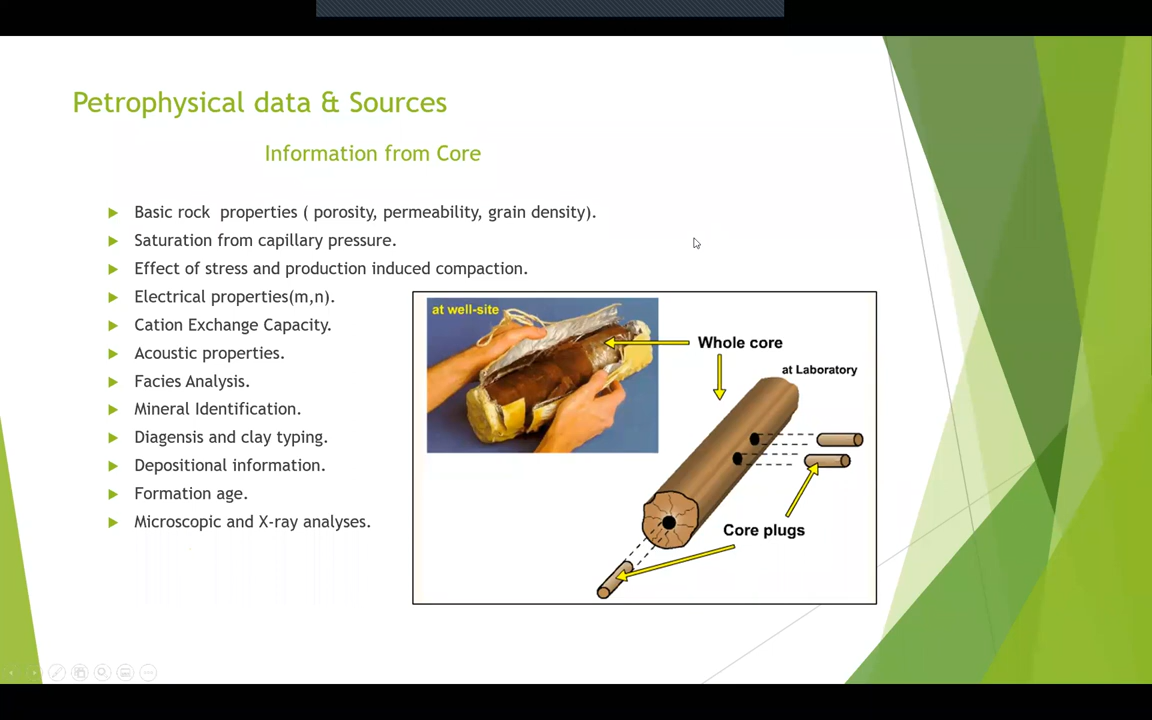 Petrophysical data & Sources
Information from Core
Basic rock properties ( porosity, permeability, grain density).
Saturation from capillary pressure.
Effect of stress and production induced compaction.
Electrical properties(m,n).
Cation Exchange Capacity.
Acoustic properties.
Facies Analysis.
Mineral Identification.
Diagensis and clay typing.
Depositional information.
Formation age.
Microscopic and X-ray analyses.
at well-site
Whole core
at Laboratory
Core plugs